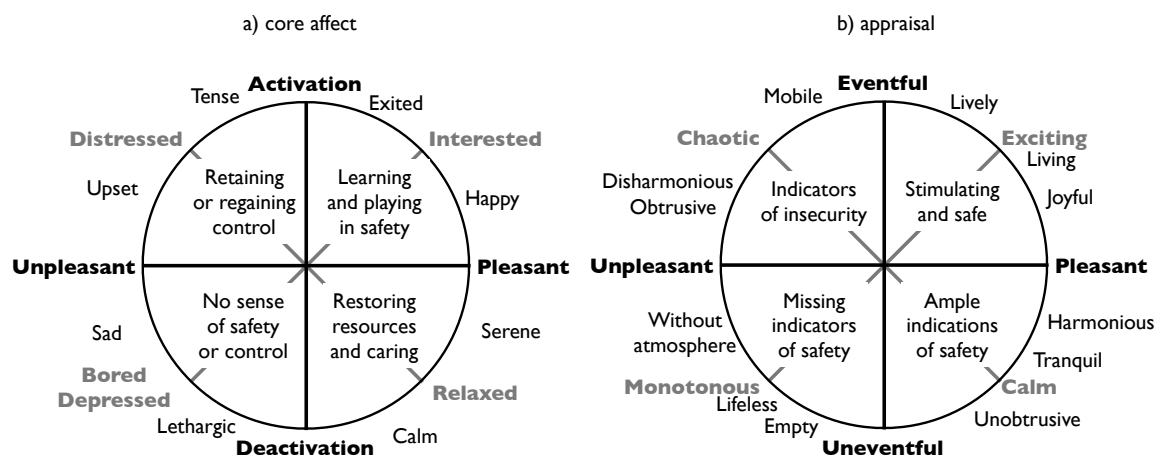 a) core affect
Activation
Tense
Exited
Distressed
Interested
Upset
Retaining
or regaining
control
Learning
and playing
in safety
Happy
Unpleasant
Pleasant
No sense
of safety
or control
Restoring
resources
and caring
Sad
Serene
Bored
Depressed
Relaxed
Lethargic
Calm
Deactivation
b) appraisal
Eventful
Mobile
Lively
Chaotic
Exciting
Living
Disharmonious
Obtrusive
Indicators
of insecurity
Stimulating
and safe
Joyful
Unpleasant
Pleasant
Without
atmosphere
Missing
indicators
of safety
Ample
indications
of safety
Harmonious
Tranquil
Monotonous
Calm
Lifeless
Empty
Unobtrusive
Uneventful